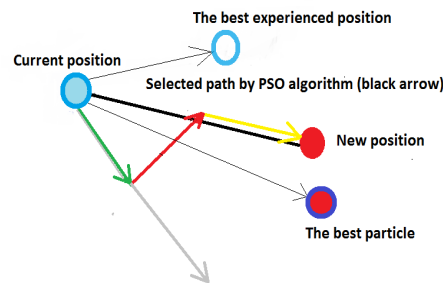 The best experienced position
Current position
Selected path by PSO algorithm (black arrow)
New position
The best particle